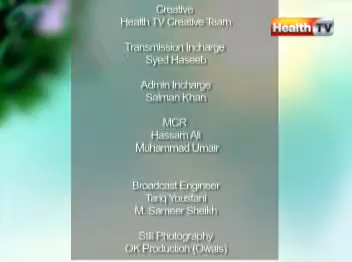 Creative
Health TV Creative Team
Transmission Incharge
Syed Haseeb
Admin Incharge
Salman Khan
MCR
Hassam Ali
Muhammad Umair
Broadcast Engineer
Tariq Yousfani
M. Sameer Sheikh
Still Photography
OK Production (Owais)
Health TV